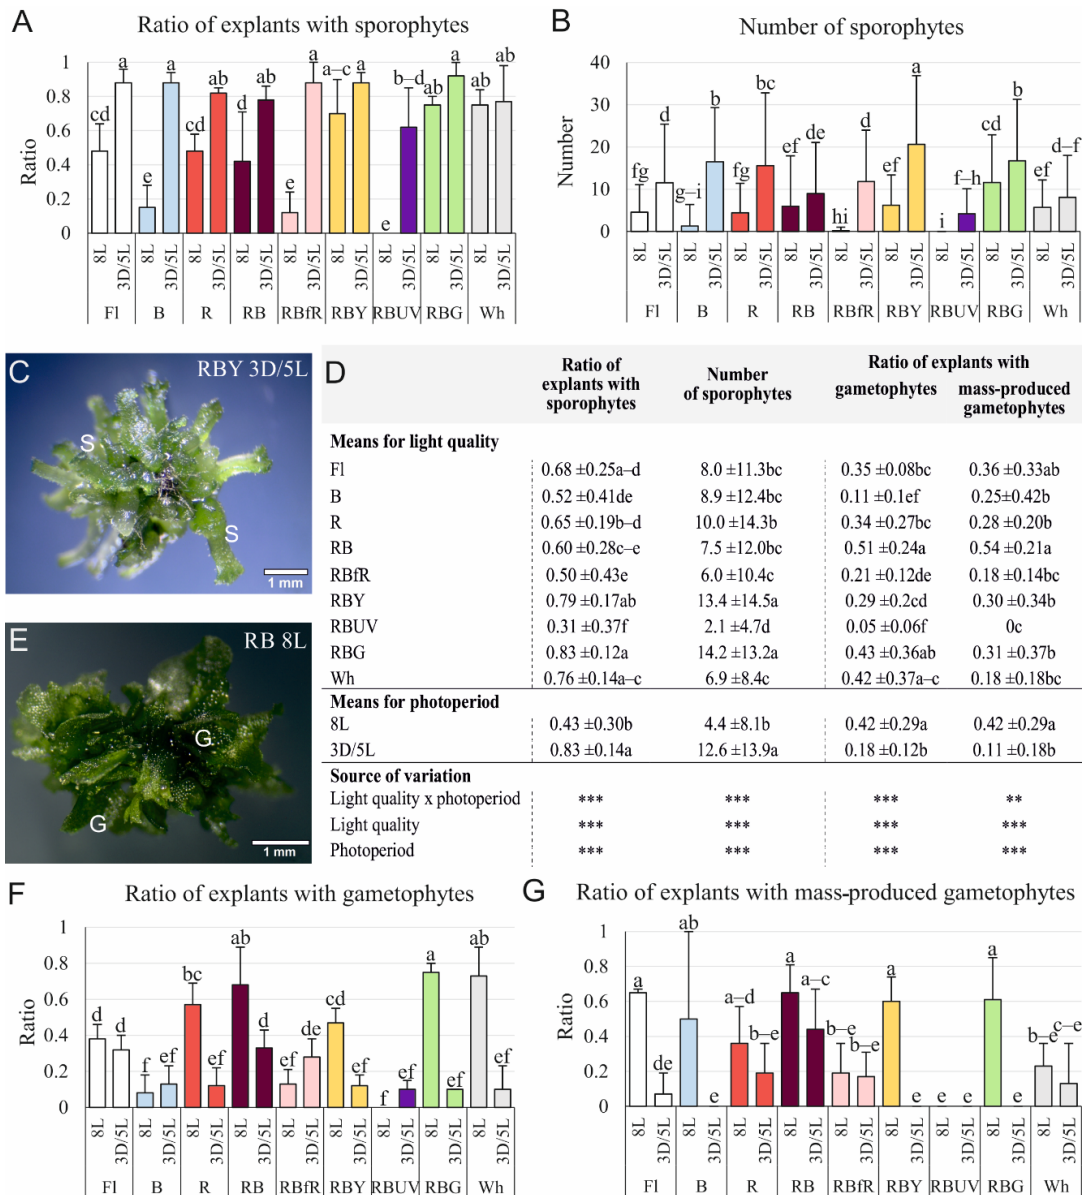 A Ratio of explants with sporophytes
Ratio
1
0.8
0.6
0.4
0.2
0
cd a e a cd ab d ab e a a–c a e b–d ab a ab ab
8L 3D/5L 8L 3D/5L 8L 3D/5L 8L 3D/5L 8L 3D/5L 8L 3D/5L 8L 3D/5L 8L 3D/5L 8L 3D/5L
Fl B R RB RBfR RBY RBUV RBG Wh
B Number of sporophytes
Number
40
30
20
10
0
fg d g–i b fg bc ef de hi d ef a i f–h cd b ef d–f
8L 3D/5L 8L 3D/5L 8L 3D/5L 8L 3D/5L 8L 3D/5L 8L 3D/5L 8L 3D/5L 8L 3D/5L 8L 3D/5L
Fl B R RB RBfR RBY RBUV RBG Wh
C RBY 3D/5L
S
S
1 mm
E RB 8L
G
G
1 mm
D
Ratio of explants with sporophytes Number of sporophytes Ratio of explants with gametophytes mass-produced gametophytes
Means for light quality
Fl 0.68 ±0.25a–d 8.0 ±11.3bc 0.35 ±0.08bc 0.36 ±0.33ab
B 0.52 ±0.41de 8.9 ±12.4bc 0.11 ±0.1ef 0.25±0.42b
R 0.65 ±0.19b–d 10.0 ±14.3b 0.34 ±0.27bc 0.28 ±0.20b
RB 0.60 ±0.28c–e 7.5 ±12.0bc 0.51 ±0.24a 0.54 ±0.21a
RBfR 0.50 ±0.43e 6.0 ±10.4c 0.21 ±0.12de 0.18 ±0.14bc
RBY 0.79 ±0.17ab 13.4 ±14.5a 0.29 ±0.2cd 0.30 ±0.34b
RBUV 0.31 ±0.37f 2.1 ±4.7d 0.05 ±0.06f 0c
RBG 0.83 ±0.12a 14.2 ±13.2a 0.43 ±0.36ab 0.31 ±0.37b
Wh 0.76 ±0.14a–c 6.9 ±8.4c 0.42 ±0.37a–c 0.18 ±0.18bc
Means for photoperiod
8L 0.43 ±0.30b 4.4 ±8.1b 0.42 ±0.29a 0.42 ±0.29a
3D/5L 0.83 ±0.14a 12.6 ±13.9a 0.18 ±0.12b 0.11 ±0.18b
Source of variation
Light quality x photoperiod *** *** *** **
Light quality *** *** *** ***
Photoperiod *** *** *** ***
F Ratio of explants with gametophytes
Ratio
1
0.8
0.6
0.4
0.2
0
d d f ef bc ef ab d ef de cd ef f ef a ef ab ef
8L 3D/5L 8L 3D/5L 8L 3D/5L 8L 3D/5L 8L 3D/5L 8L 3D/5L 8L 3D/5L 8L 3D/5L 8L 3D/5L
Fl B R RB RBfR RBY RBUV RBG Wh
G Ratio of explants with mass-produced gametophytes
Ratio
1
0.8
0.6
0.4
0.2
0
a de ab e a–d b–e a a–c b–e b–e a e e e a e b–e c–e
8L 3D/5L 8L 3D/5L 8L 3D/5L 8L 3D/5L 8L 3D/5L 8L 3D/5L 8L 3D/5L 8L 3D/5L 8L 3D/5L
Fl B R RB RBfR RBY RBUV RBG Wh